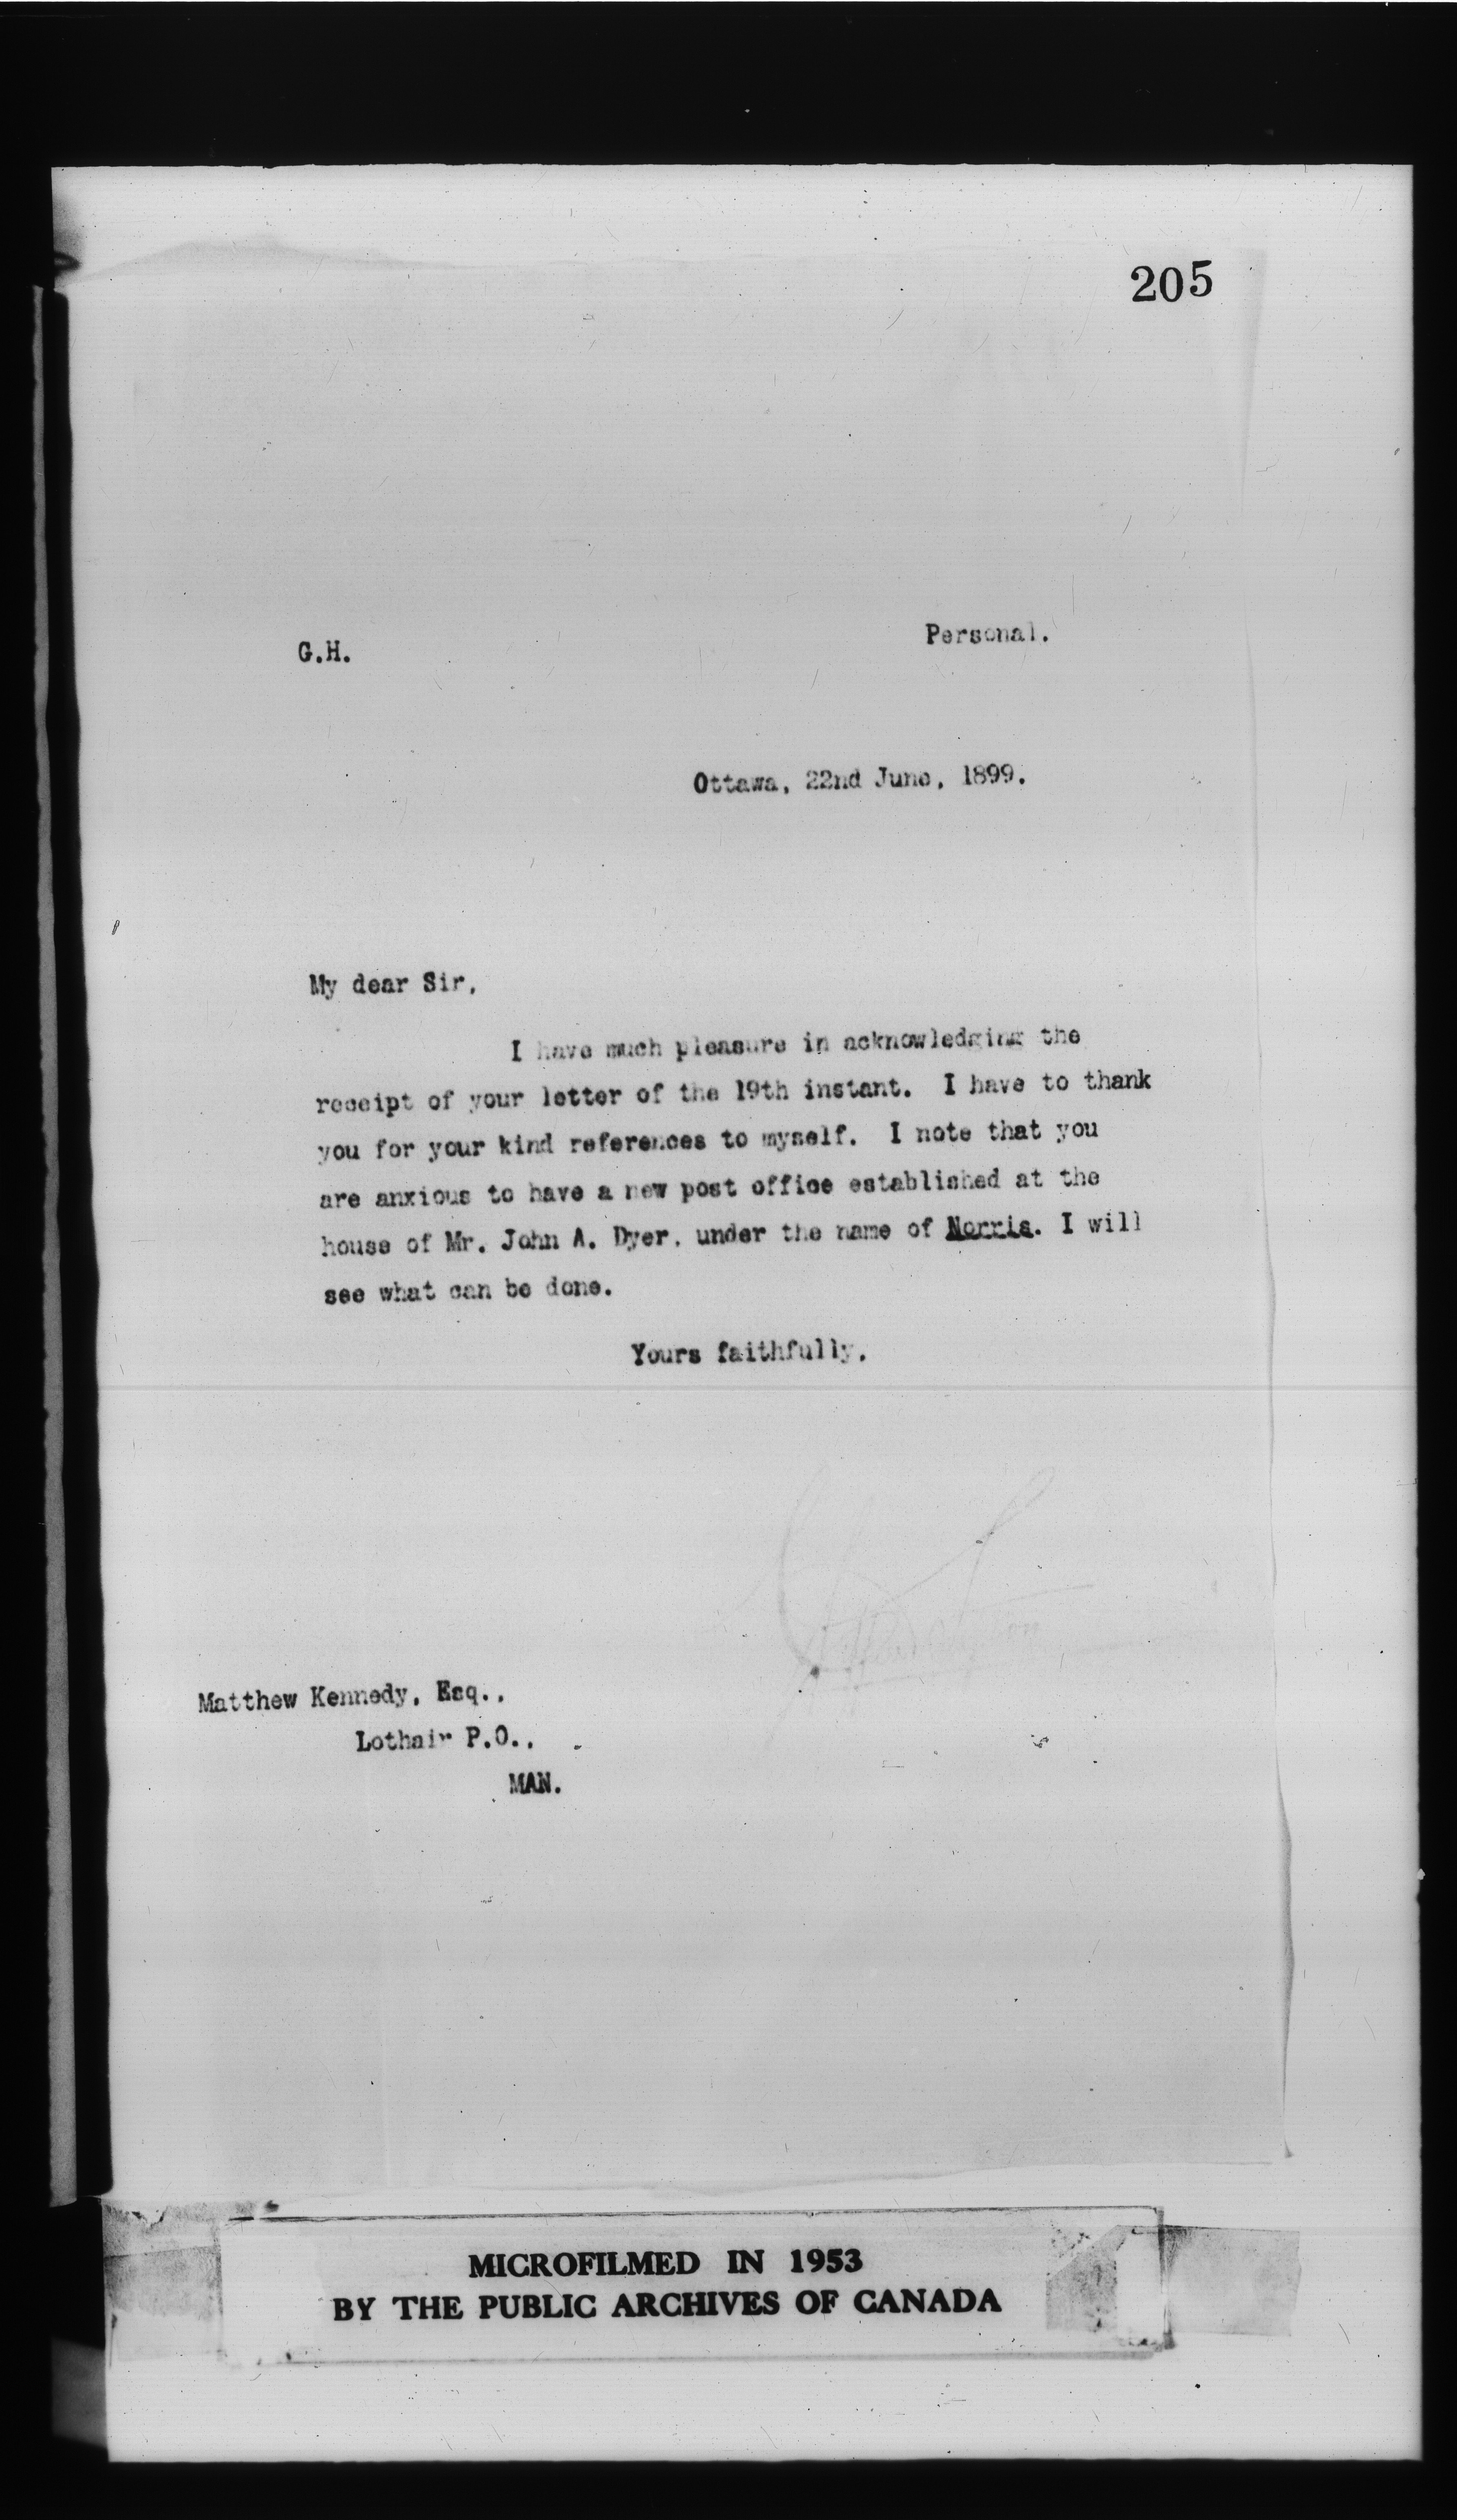 205
Personal.
G.H.
Ottawa, 22nd June, 1899.
My dear Sir,
I have much pleasure in acknowledging the
receipt of your letter of the 19th instant. I have to thank
you for your kind references to myself. I note that you
are anxious to have a new post office established at the
house of Mr. John A. Dyer, under the name of Norris. I will
see what can be done.
Yours faithfully,
Matthew Kennedy, Esq.,
Lothair P.O.,
MAN.
MICROFILMED IN 1953
BY THE PUBLIC ARCHIVES OF CANADA